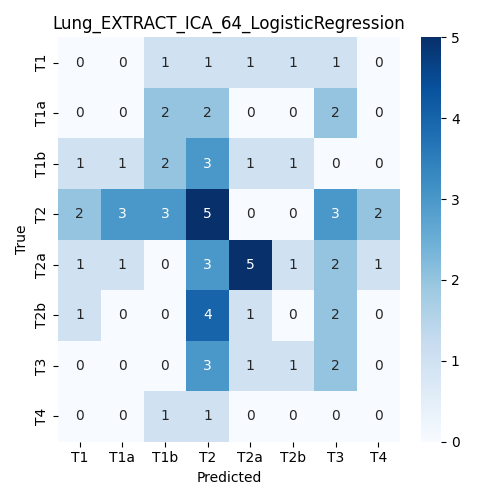 Lung_EXTRACT_ICA_64_LogisticRegression
T1 0 0 1 1 1 1 1 0
T1a 0 0 2 2 0 0 2 0
T1b 1 1 2 3 1 1 0 0
T2 2 3 3 5 0 0 3 2
T2a 1 1 0 3 5 1 2 1
T2b 1 0 0 4 1 0 2 0
T3 0 0 0 3 1 1 2 0
T4 0 0 1 1 0 0 0 0
T1 T1a T1b T2 T2a T2b T3 T4
Predicted
True
5
4
3
2
1
0